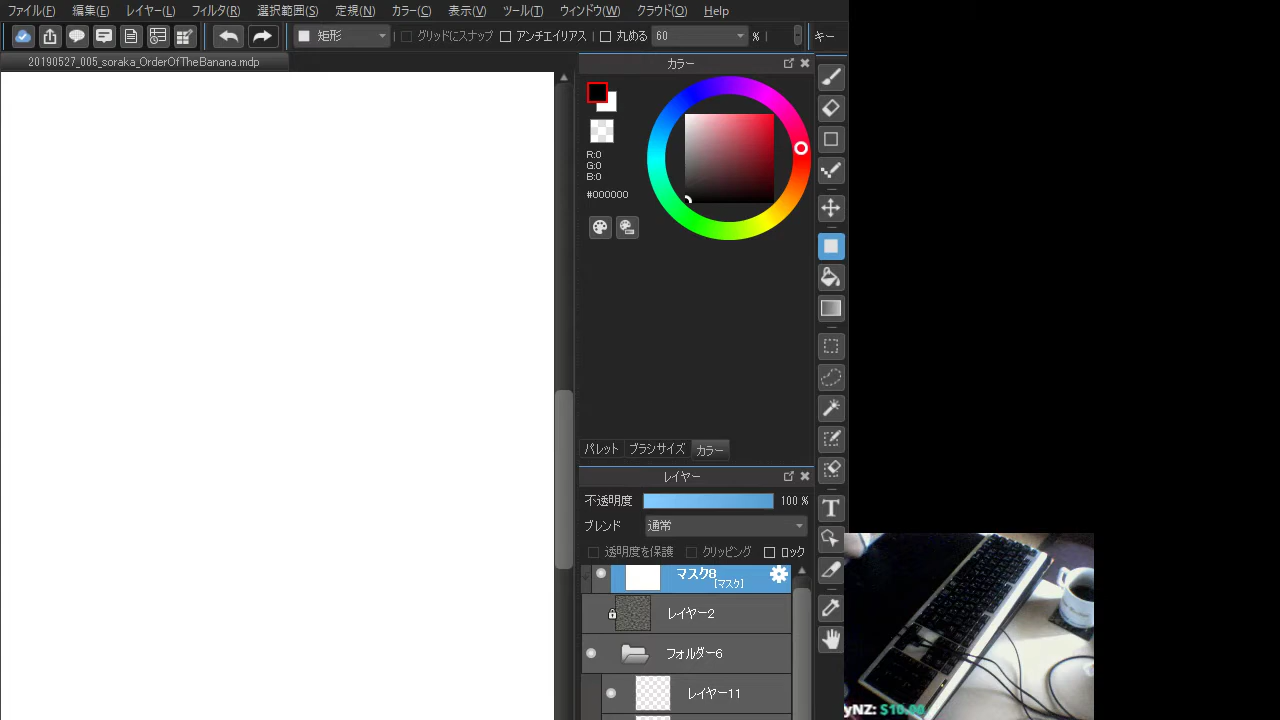 ファイル(F) 編集(E) レイヤー(L) フィルタ(R) 選択範囲(S) 定規(N) カラー(C) 表示(V) ツール(T) ウィンドウ(W) クラウド(O) Help
矩形 グリッドにスナップ アンチエイリアス 丸める 60 % キー
20190527_005_soraka_OrderOfTheBanana.mdp
カラー
R:0
G:0
B:0
#000000
パレット ブラシサイズ カラー
レイヤー
不透明度 100 %
ブレンド 通常
透明度を保護 クリッピング ロック
マスク8
[マスク]
レイヤー2
フォルダー6
レイヤー11
T
yNZ: $10.00